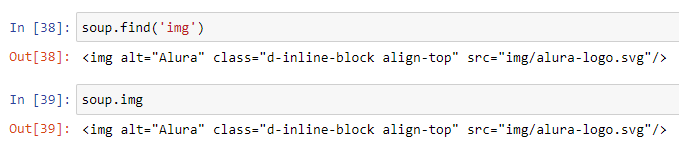 In [38]: soup.find('img')
Out[38]: <img alt="Alura" class="d-inline-block align-top" src="img/alura-logo.svg"/>
In [39]: soup.img
Out[39]: <img alt="Alura" class="d-inline-block align-top" src="img/alura-logo.svg"/>